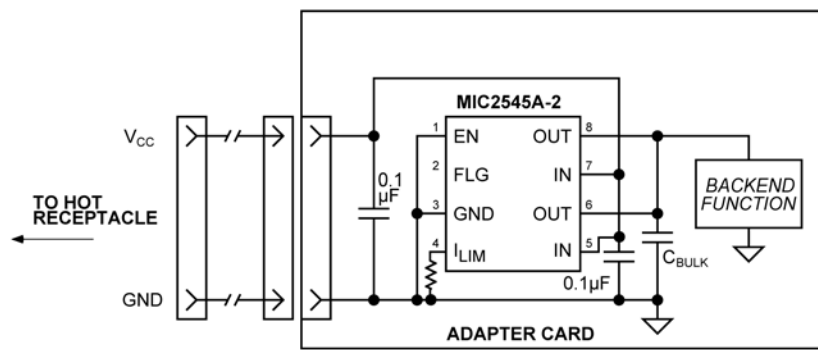 MIC2545A-2
V_CC
1 EN OUT 8
2 FLG IN 7
0.1
µF
3 GND OUT 6
4 I_LIM IN 5
BACKEND
FUNCTION
TO HOT
RECEPTACLE
C_BULK
0.1µF
GND
ADAPTER CARD